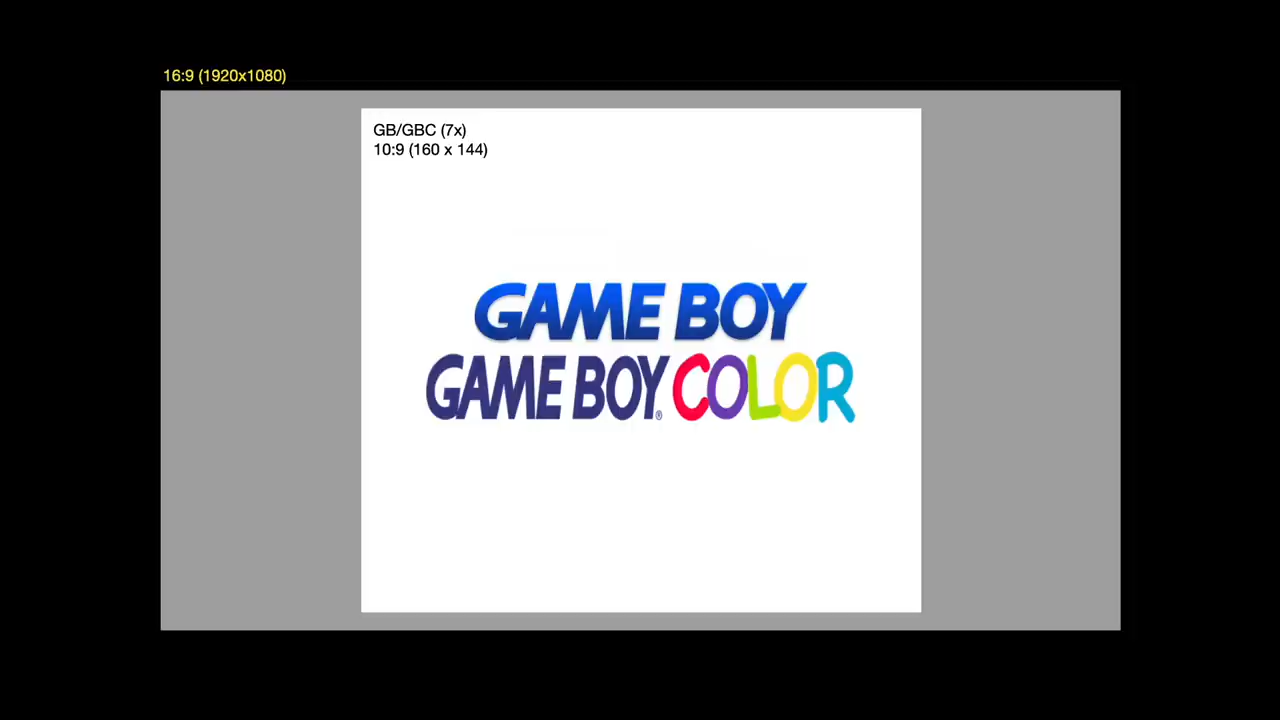 16:9 (1920x1080)
GB/GBC (7x)
10:9 (160 x 144)
GAME BOY
GAME BOY® COLOR